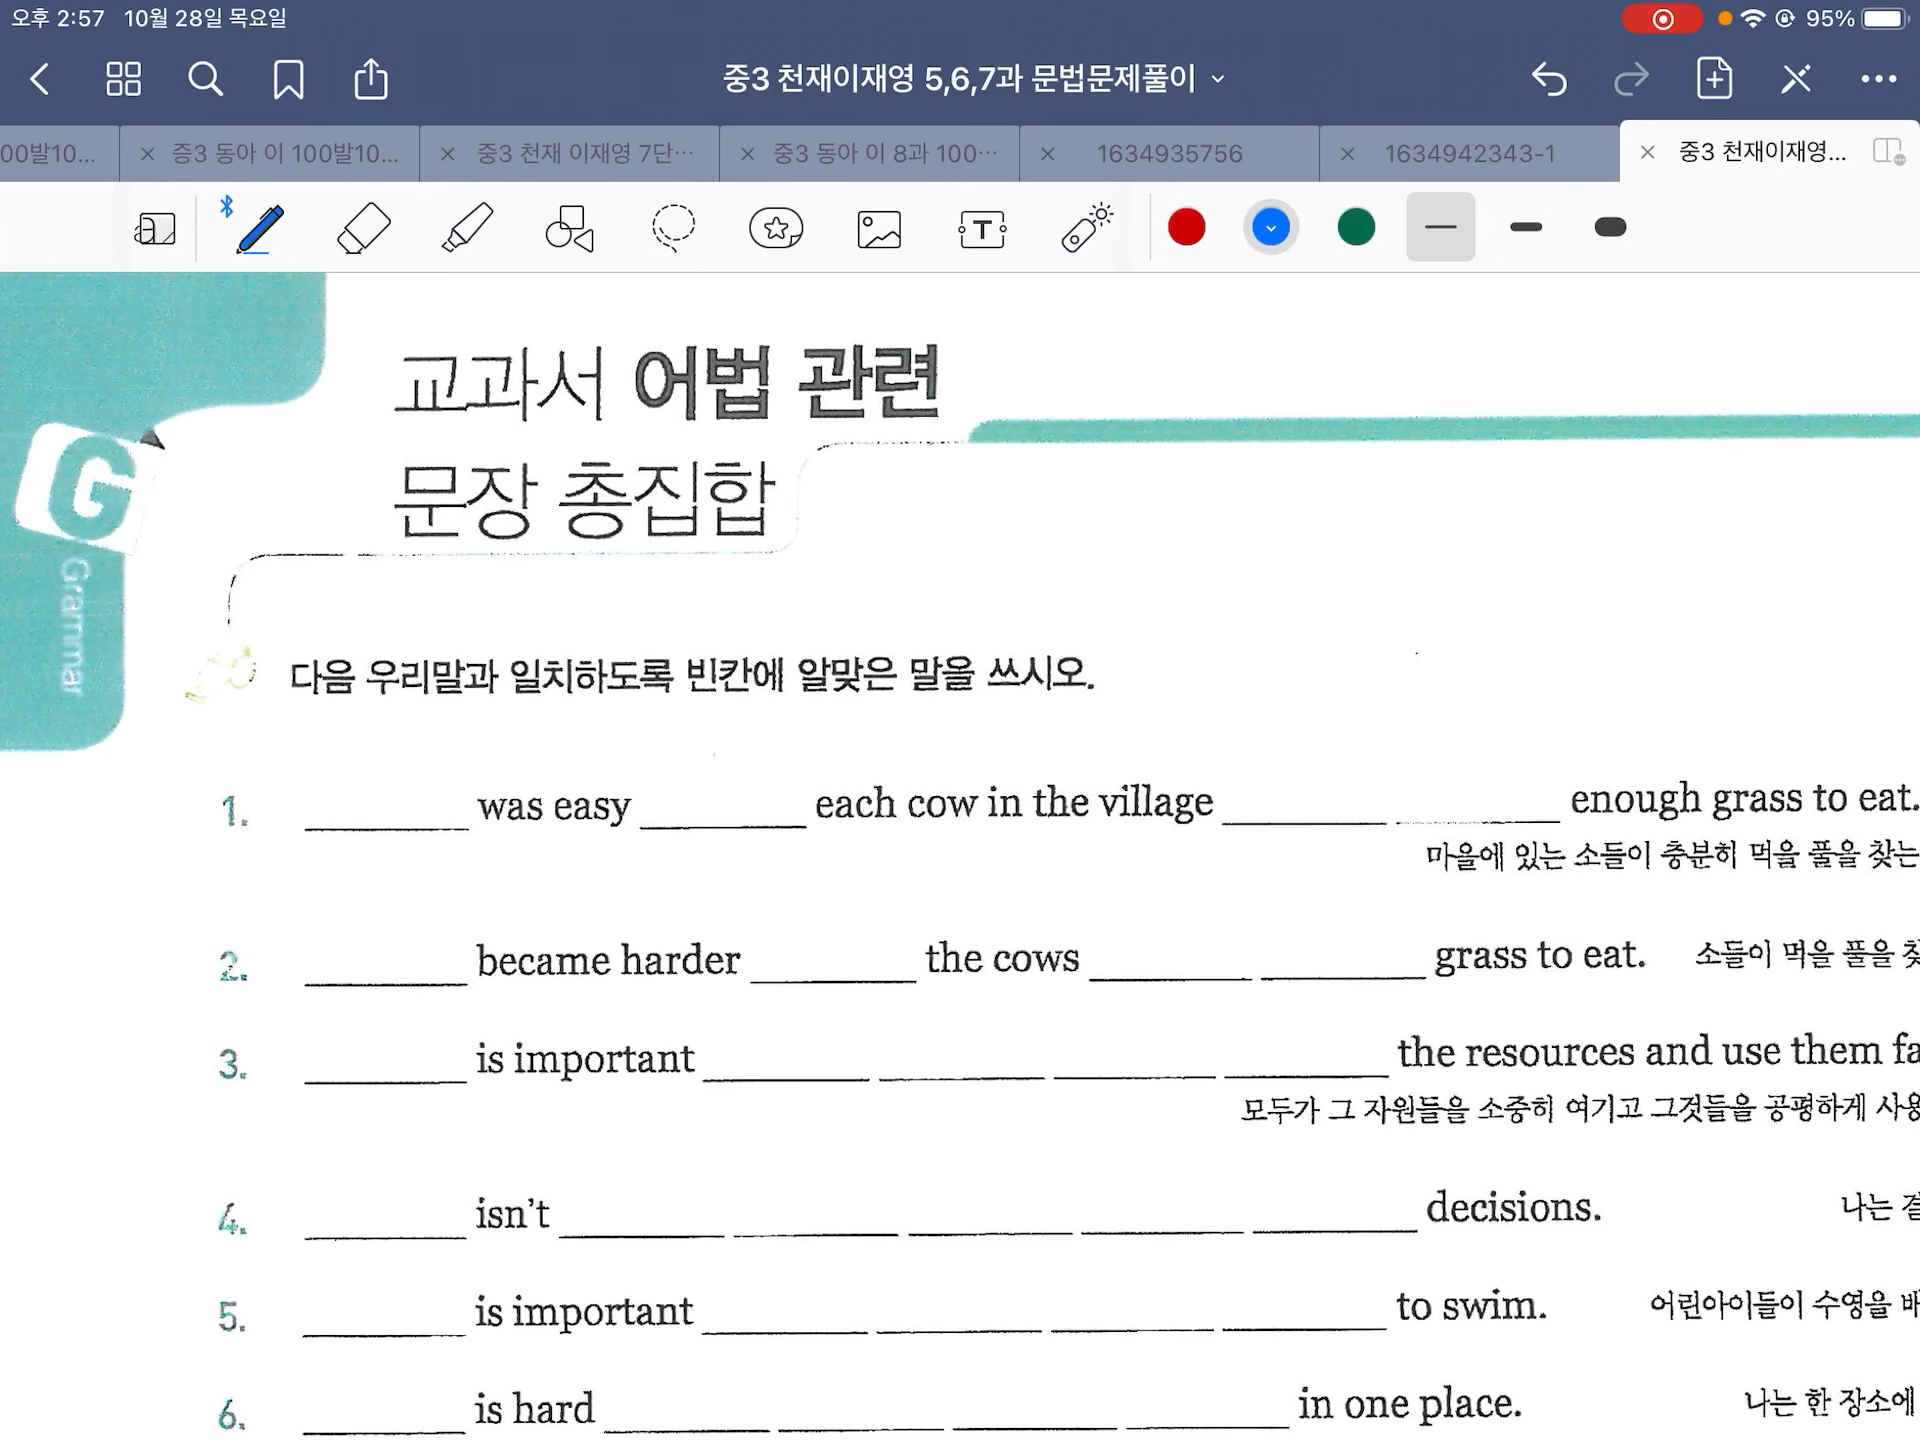 오후 2:57 10월 28일 목요일 95%
중3 천재이재영 5,6,7과 문법문제풀이
00발10... 증3 동아 이 100발10... 중3 천재 이재영 7단... 중3 동아 이 8과 100... 1634935756 1634942343-1 중3 천재이재영...
교과서 어법 관련
문장 총집합
G
Grammar
다음 우리말과 일치하도록 빈칸에 알맞은 말을 쓰시오.
1. ______ was easy ______ each cow in the village ______ ______ enough grass to eat.
마을에 있는 소들이 충분히 먹을 풀을 찾는
2. ______ became harder ______ the cows ______ ______ grass to eat. 소들이 먹을 풀을 찾
3. ______ is important ______ ______ ______ ______ the resources and use them fa
모두가 그 자원들을 소중히 여기고 그것들을 공평하게 사용
4. ______ isn't ______ ______ ______ ______ ______ decisions. 나는 결
5. ______ is important ______ ______ ______ ______ to swim. 어린아이들이 수영을 배
6. ______ is hard ______ ______ ______ ______ in one place. 나는 한 장소에